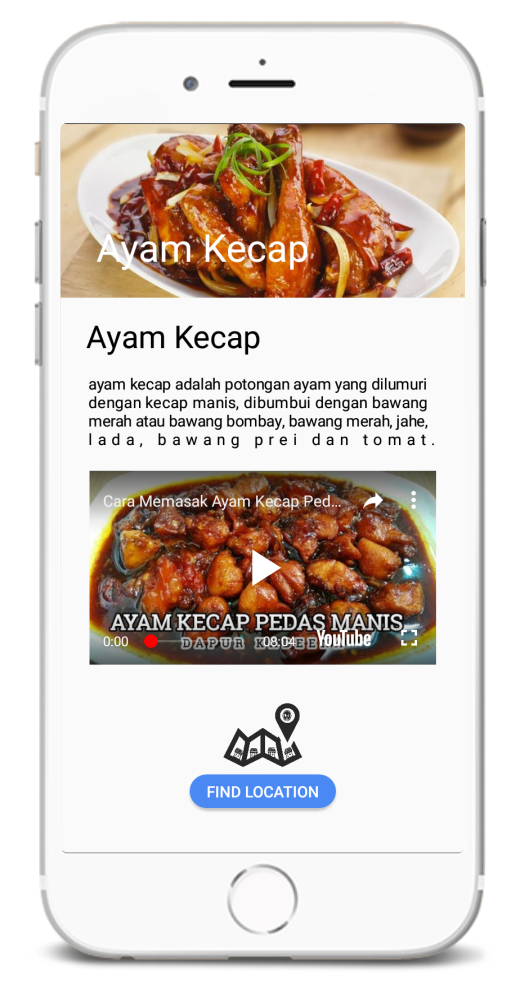 Ayam Kecap
Ayam Kecap
ayam kecap adalah potongan ayam yang dilumuri
dengan kecap manis, dibumbui dengan bawang
merah atau bawang bombay, bawang merah, jahe,
lada, bawang prei dan tomat.
Cara Memasak Ayam Kecap Ped...
AYAM KECAP PEDAS MANIS
DAPUR
0:00 08:04 YouTube
FIND LOCATION